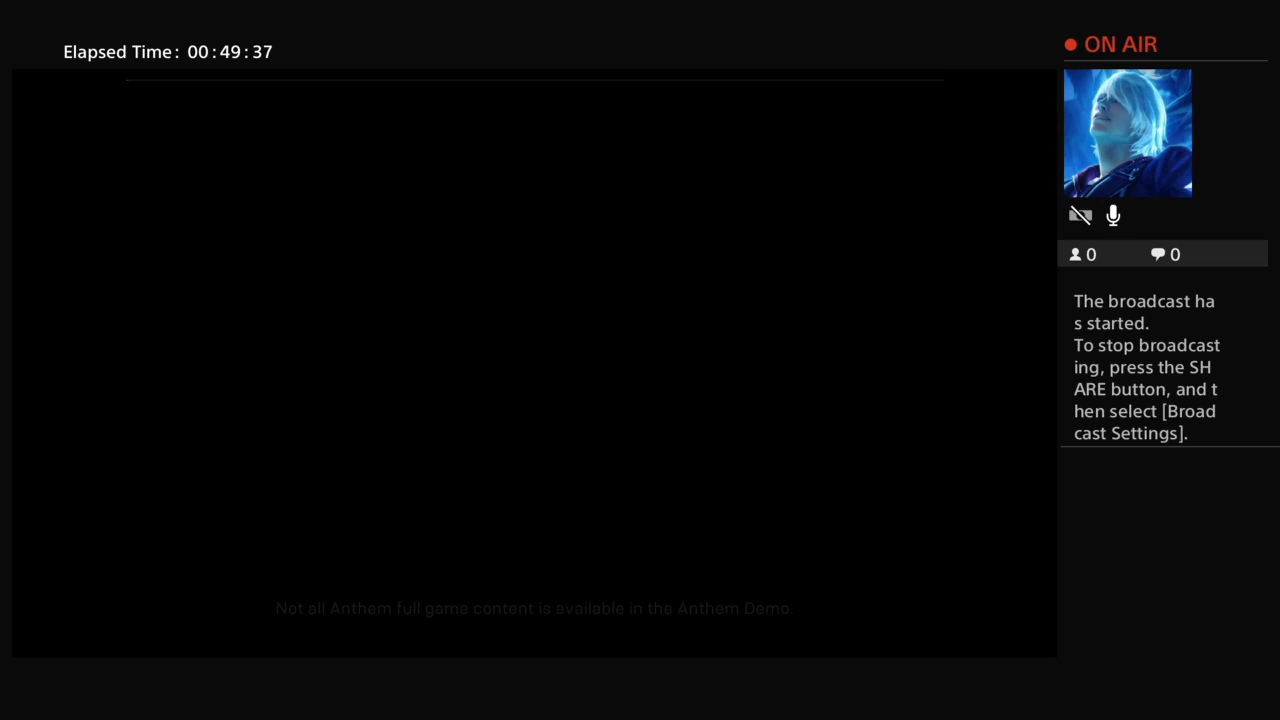 Elapsed Time: 00:49:37
ON AIR
0 0
The broadcast ha
s started.
To stop broadcast
ing, press the SH
ARE button, and t
hen select [Broad
cast Settings].
Not all Anthem full game content is available in the Anthem Demo.